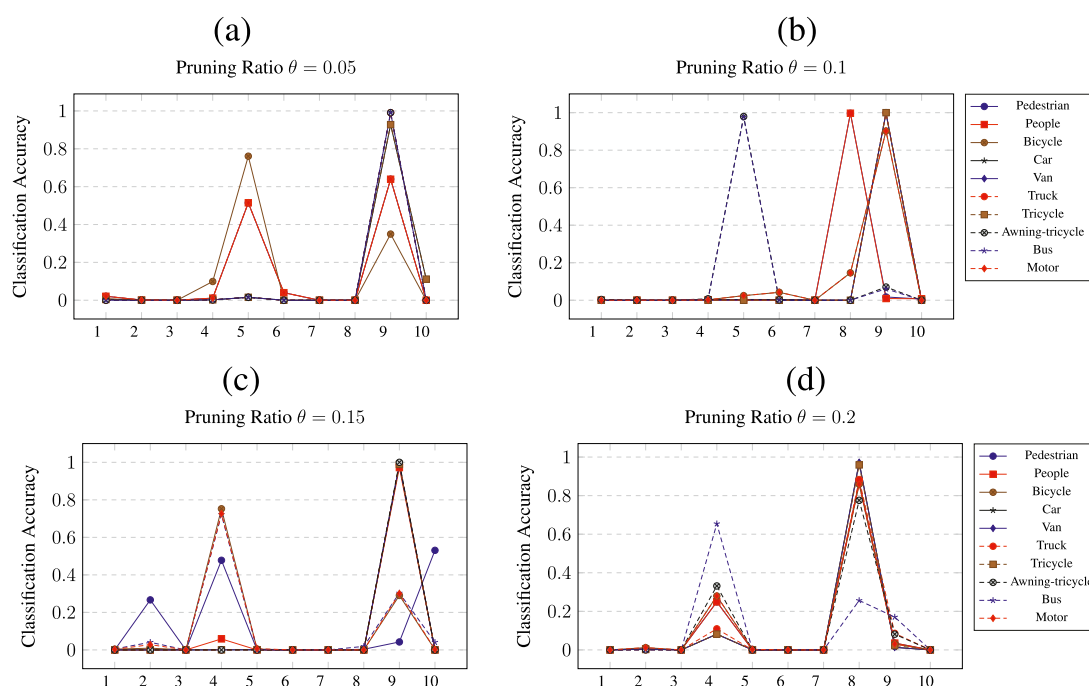 (a)
Pruning Ratio θ = 0.05
Classification Accuracy
1
0.8
0.6
0.4
0.2
0
1 2 3 4 5 6 7 8 9 10
(b)
Pruning Ratio θ = 0.1
Classification Accuracy
1
0.8
0.6
0.4
0.2
0
1 2 3 4 5 6 7 8 9 10
Pedestrian
People
Bicycle
Car
Van
Truck
Tricycle
Awning-tricycle
Bus
Motor
(c)
Pruning Ratio θ = 0.15
Classification Accuracy
1
0.8
0.6
0.4
0.2
0
1 2 3 4 5 6 7 8 9 10
(d)
Pruning Ratio θ = 0.2
Classification Accuracy
1
0.8
0.6
0.4
0.2
0
1 2 3 4 5 6 7 8 9 10
Pedestrian
People
Bicycle
Car
Van
Truck
Tricycle
Awning-tricycle
Bus
Motor